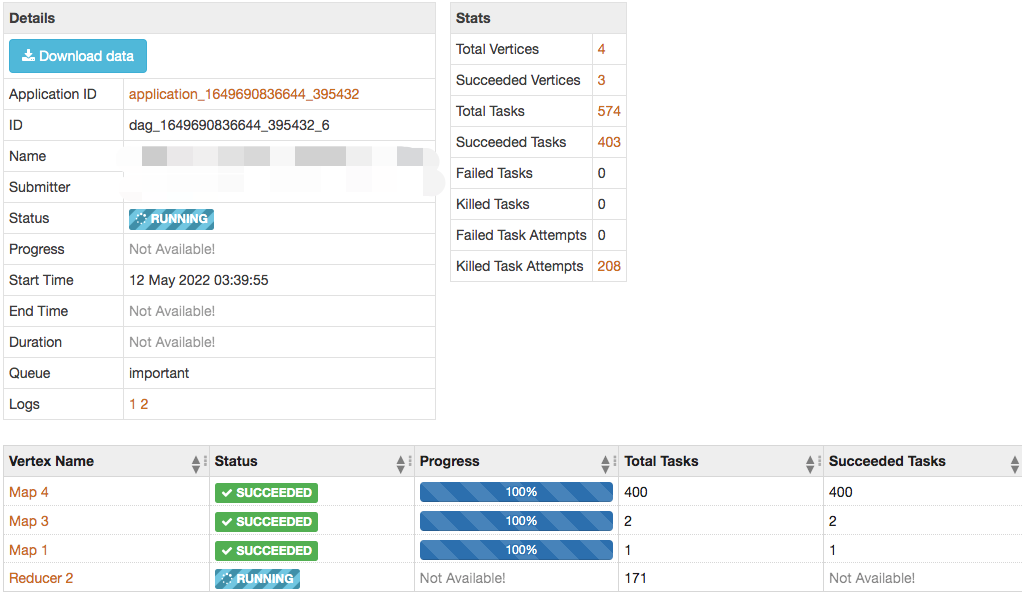 Details
Download data
Application ID application_1649690836644_395432
ID dag_1649690836644_395432_6
Name
Submitter
Status RUNNING
Progress Not Available!
Start Time 12 May 2022 03:39:55
End Time Not Available!
Duration Not Available!
Queue important
Logs 1 2
Stats
Total Vertices 4
Succeeded Vertices 3
Total Tasks 574
Succeeded Tasks 403
Failed Tasks 0
Killed Tasks 0
Failed Task Attempts 0
Killed Task Attempts 208
Vertex Name Status Progress Total Tasks Succeeded Tasks
Map 4 SUCCEEDED 100% 400 400
Map 3 SUCCEEDED 100% 2 2
Map 1 SUCCEEDED 100% 1 1
Reducer 2 RUNNING Not Available! 171 Not Available!